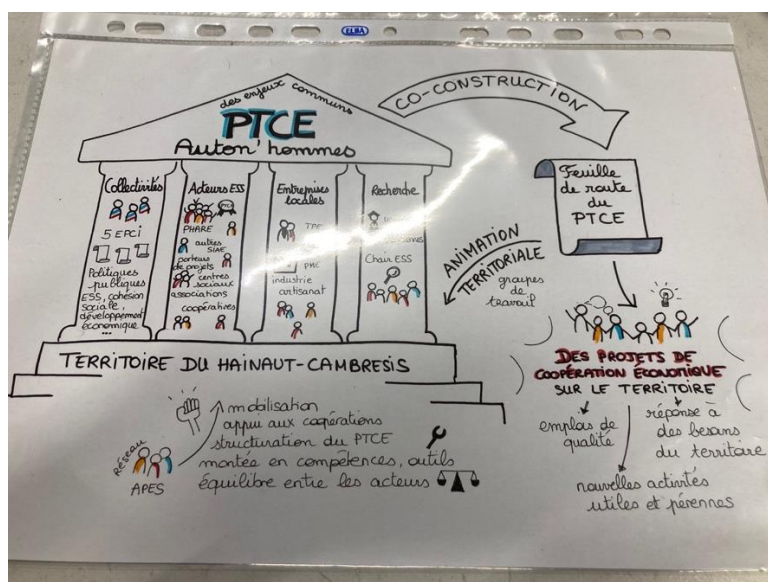 ELBA
des enjeux communs
PTCE
Auton'hommes
Collectivités
5 EPCI
Politiques
publiques
ESS, cohésion
sociale,
développement
économique
...
Acteurs ESS
PTCE
PHARE
autres
SIAE
porteurs
de projets
centres
sociaux
associations
coopératives
Entreprises
locales
TPE
PME
industrie
artisanat
Recherche
Chair ESS
TERRITOIRE DU HAINAUT-CAMBRESIS
CO-CONSTRUCTION
Feuille
de route
du
PTCE
ANIMATION
TERRITORIALE
groupes
de
travail
DES PROJETS DE
COOPÉRATION ÉCONOMIQUE
SUR LE TERRITOIRE
emplois de
qualité
réponse à
des besoins
du territoire
nouvelles activités
utiles et pérennes
Réseau
APES
mobilisation
appui aux coopérations
structuration du PTCE
montée en compétences, outils
équilibre entre les acteurs